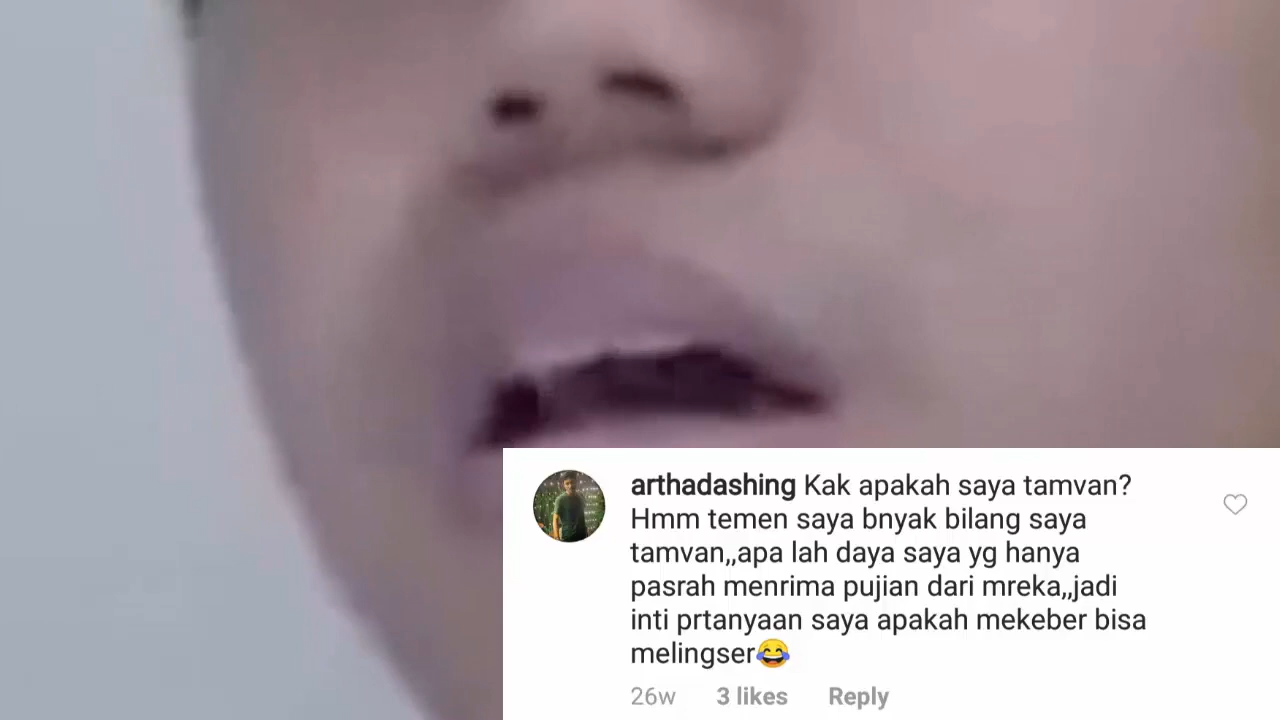 arthadashing Kak apakah saya tamvan?
Hmm temen saya bnyak bilang saya
tamvan,,apa lah daya saya yg hanya
pasrah menrima pujian dari mreka,,jadi
inti prtanyaan saya apakah mekeber bisa
melingser😂
26w 3 likes Reply